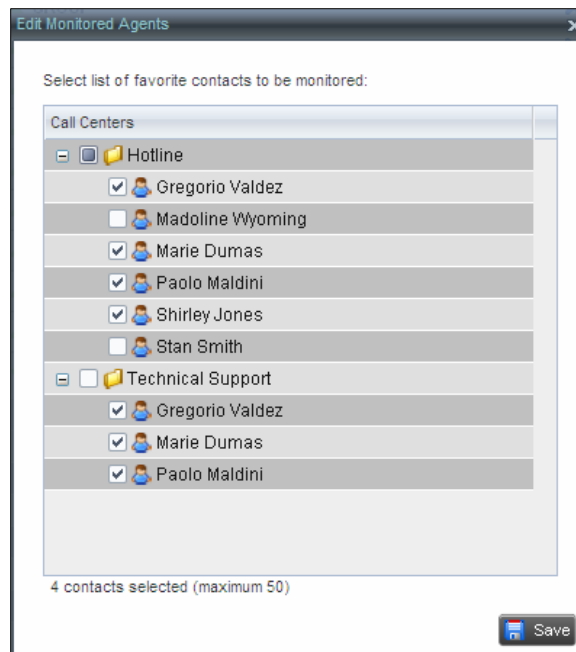 Edit Monitored Agents
Select list of favorite contacts to be monitored:
Call Centers
Hotline
Gregorio Valdez
Madoline Wyoming
Marie Dumas
Paolo Maldini
Shirley Jones
Stan Smith
Technical Support
Gregorio Valdez
Marie Dumas
Paolo Maldini
4 contacts selected (maximum 50)
Save